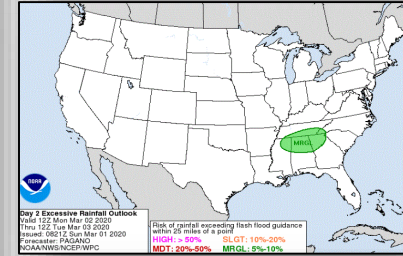 MRGL
NOAA
Day 2 Excessive Rainfall Outlook
Valid 12Z Mon Mar 02 2020
Thru 12Z Tue Mar 03 2020
Issued: 0821Z Sun Mar 01 2020
Forecaster: PAGANO
NOAA/NWS/NCEP/WPC
Risk of rainfall exceeding flash flood guidance
within 25 miles of a point
HIGH: > 50% SLGT: 10%-20%
MDT: 20%-50% MRGL: 5%-10%